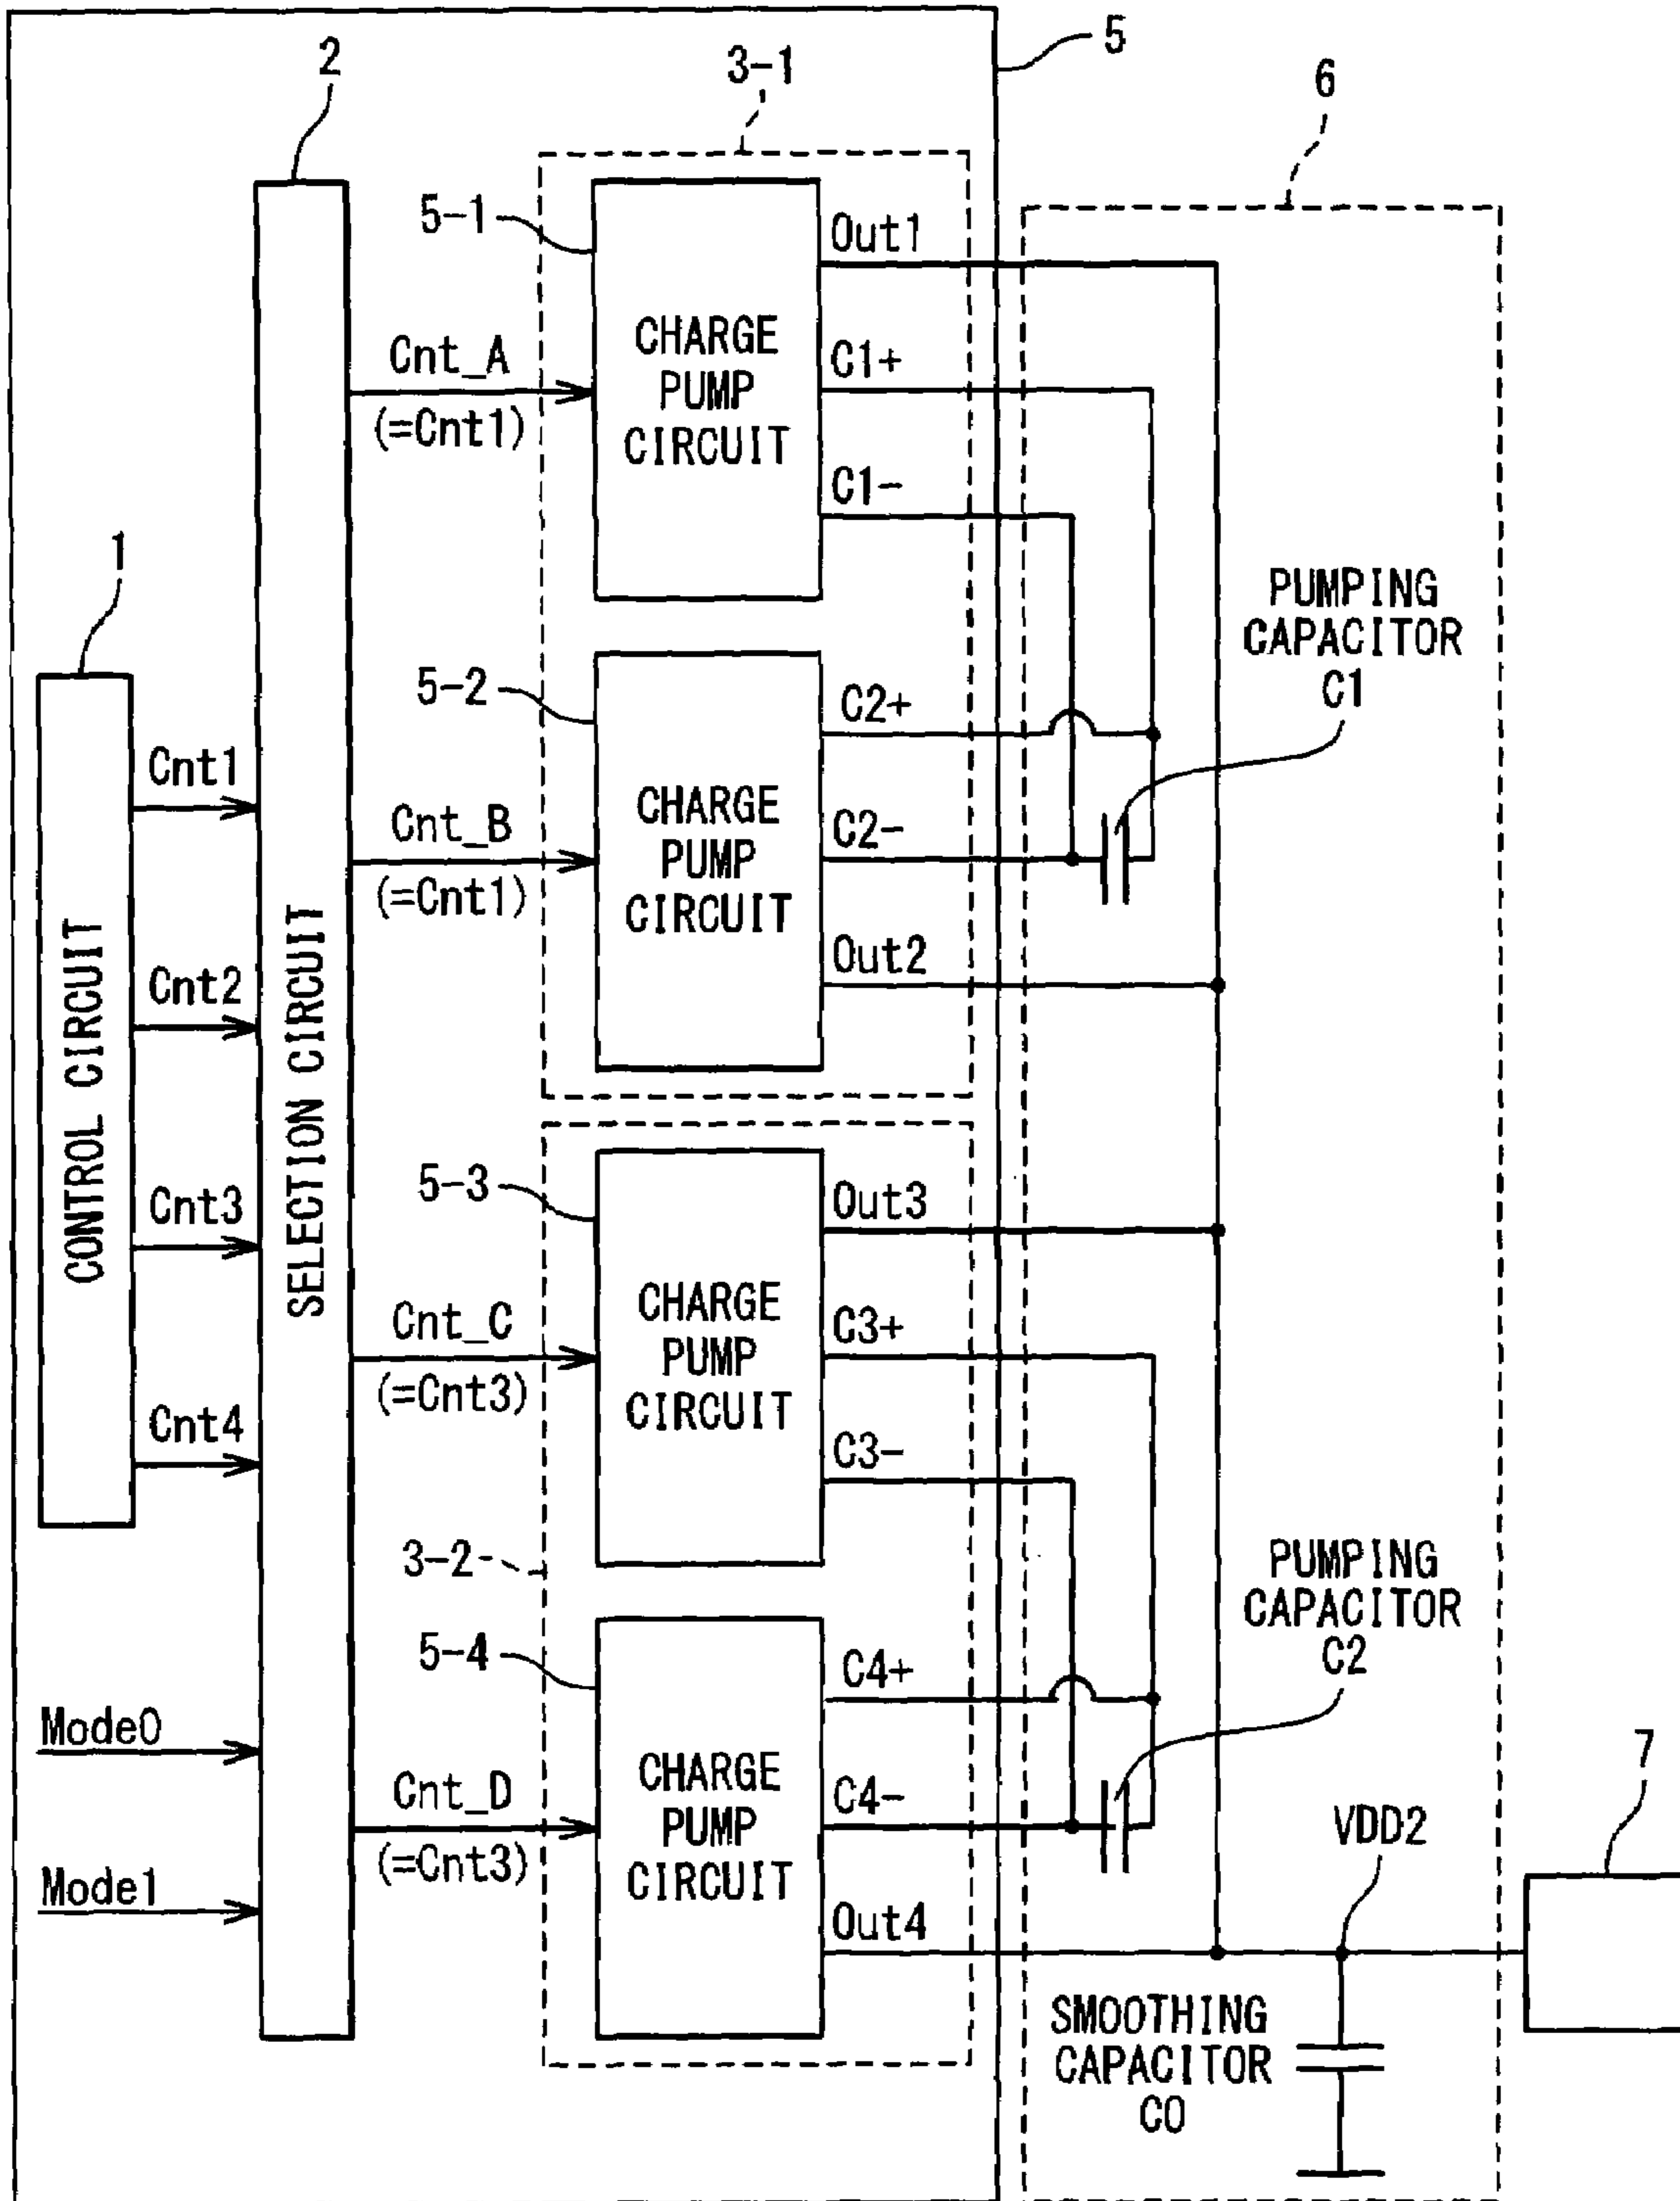 5
2
3-1
6
5-1
Out1
CHARGE
PUMP
CIRCUIT
Cnt_A
(=Cnt1)
C1+
C1-
1
PUMPING
CAPACITOR
C1
5-2
C2+
CHARGE
PUMP
CIRCUIT
Cnt1
Cnt_B
(=Cnt1)
C2-
Out2
CONTROL CIRCUIT
SELECTION CIRCUIT
Cnt2
5-3
Out3
Cnt3
CHARGE
PUMP
CIRCUIT
Cnt_C
(=Cnt3)
C3+
C3-
Cnt4
3-2
PUMPING
CAPACITOR
C2
5-4
C4+
Mode0
CHARGE
PUMP
CIRCUIT
Cnt_D
(=Cnt3)
C4-
VDD2
7
Mode1
Out4
SMOOTHING
CAPACITOR
C0